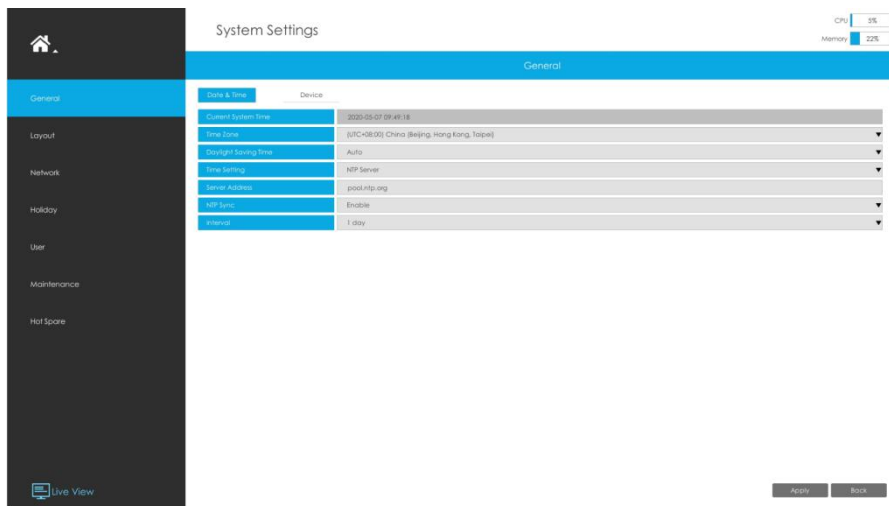 System Settings
CPU 5%
Memory 22%
General
General
Layout
Network
Holiday
User
Maintenance
Hot Spare
Live View
Date & Time Device
Current System Time 2020-05-07 09:49:18
Time Zone (UTC+08:00) China (Beijing, Hong Kong, Taipei)
Daylight Saving Time Auto
Time Setting NTP Server
Server Address pool.ntp.org
NTP Sync Enable
Interval 1 day
Apply Back